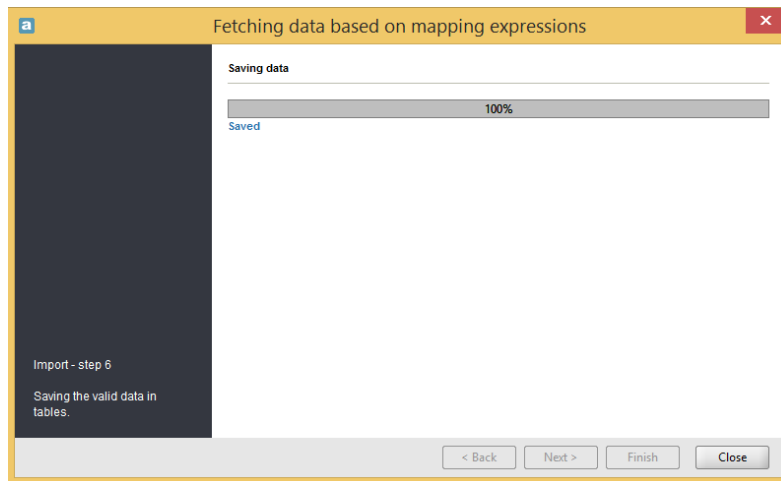 a
Fetching data based on mapping expressions
x
Saving data
100%
Saved
Import - step 6
Saving the valid data in
tables.
< Back
Next >
Finish
Close